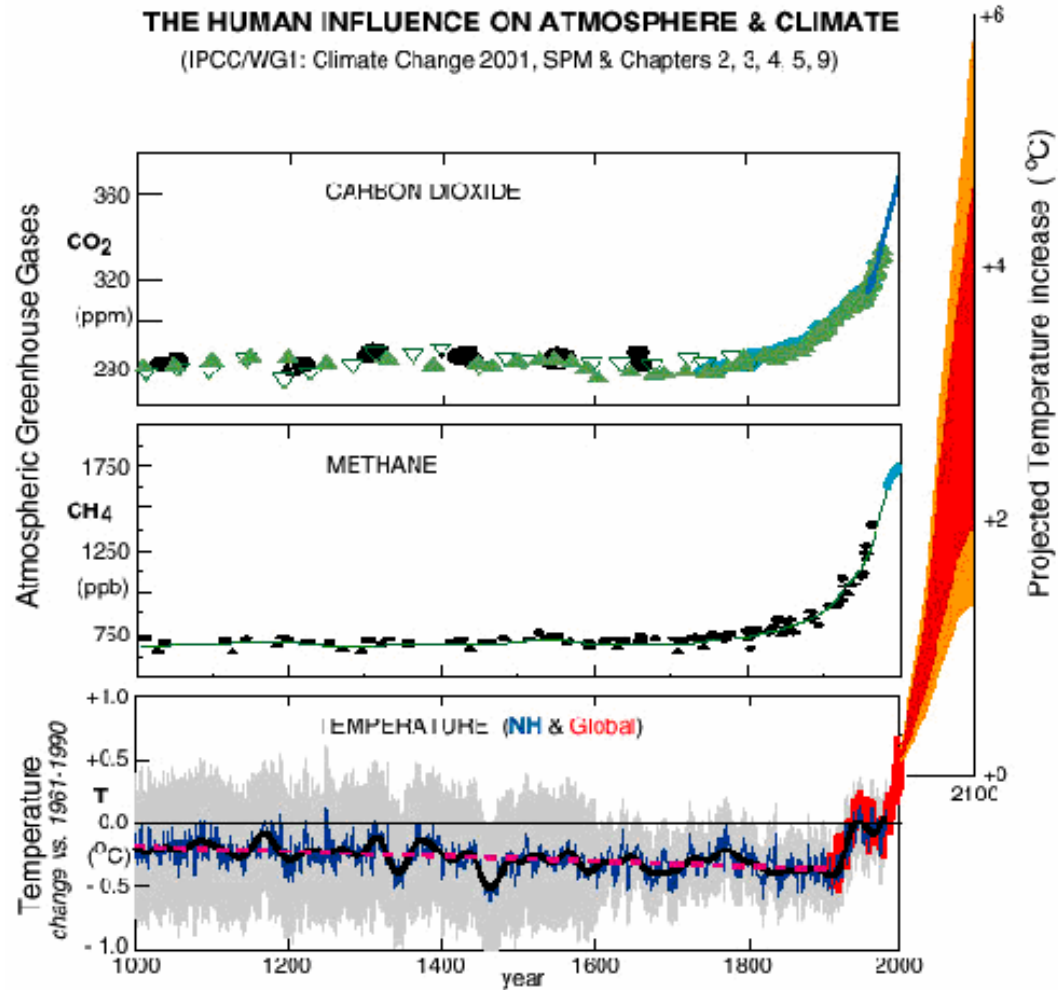 THE HUMAN INFLUENCE ON ATMOSPHERE & CLIMATE
(IPCC/WG1: Climate Change 2001, SPM & Chapters 2, 3, 4, 5, 9)
Atmospheric Greenhouse Gases
CARBON DIOXIDE
360
CO2
320
(ppm)
280
METHANE
1750
CH4
1250
(ppb)
750
Temperature
change vs. 1961-1990
TEMPERATURE (NH & Global)
+1.0
+0.5
T
0.0
(°C)
-0.5
-1.0
1000
1200
1400
1600
1800
2000
year
Projected Temperature increase (°C)
+6
+4
+2
+0
2100